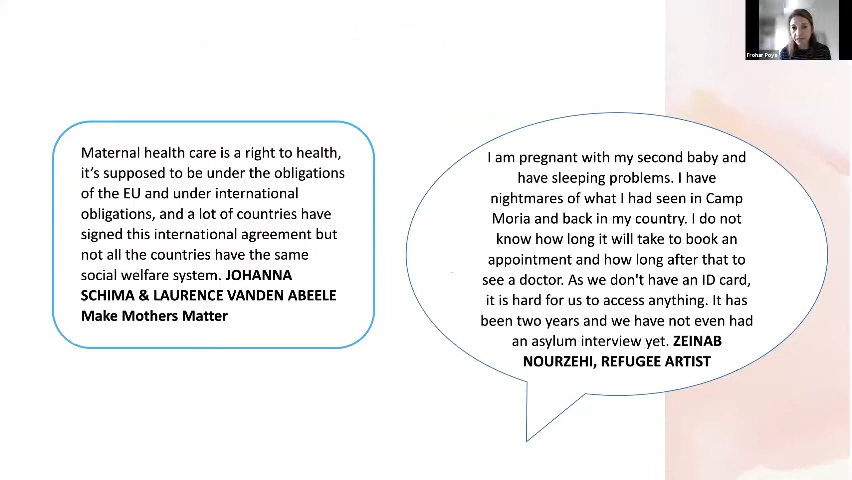 Frohar Poya
Maternal health care is a right to health,
it's supposed to be under the obligations
of the EU and under international
obligations, and a lot of countries have
signed this international agreement but
not all the countries have the same
social welfare system. JOHANNA
SCHIMA & LAURENCE VANDEN ABEELE
Make Mothers Matter
I am pregnant with my second baby and
have sleeping problems. I have
nightmares of what I had seen in Camp
Moria and back in my country. I do not
know how long it will take to book an
appointment and how long after that to
see a doctor. As we don't have an ID card,
it is hard for us to access anything. It has
been two years and we have not even had
an asylum interview yet. ZEINAB
NOURZEHI, REFUGEE ARTIST